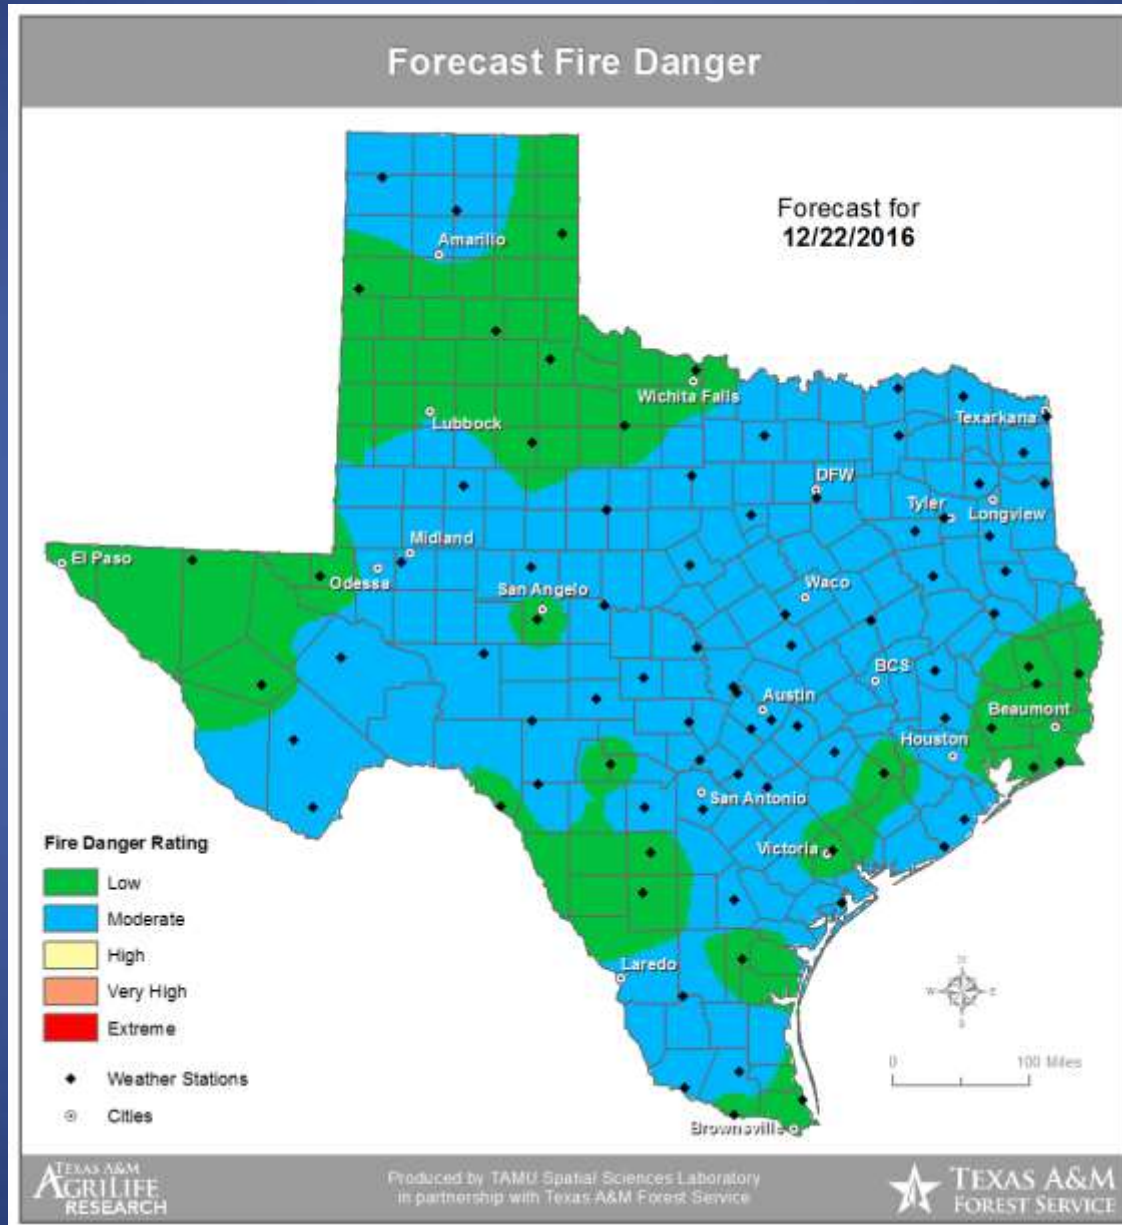 Forecast Fire Danger
Forecast for
12/22/2016
Amarillo
Wichita Falls
Lubbock
Texarkana
DFW
Tyler
Longview
El Paso
Midland
Odessa
San Angelo
Waco
BCS
Austin
Beaumont
Houston
San Antonio
Victoria
Laredo
Brownsville
Fire Danger Rating
Low
Moderate
High
Very High
Extreme
Weather Stations
Cities
N
W E
S
0 100 Miles
TEXAS A&M
AGRILIFE
RESEARCH
Produced by TAMU Spatial Sciences Laboratory
in partnership with Texas A&M Forest Service
TEXAS A&M
FOREST SERVICE